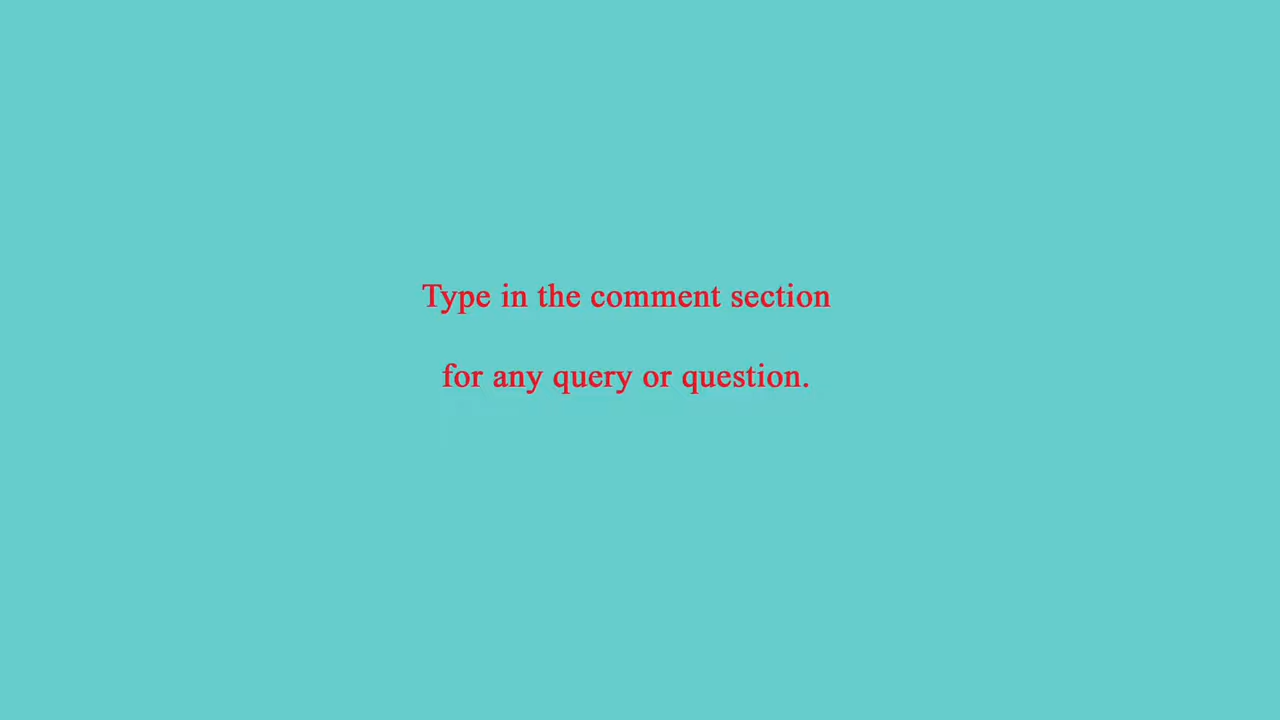 Type in the comment section
for any query or question.